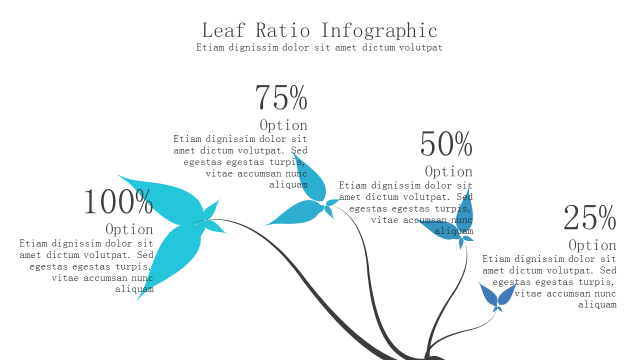 Leaf Ratio Infographic
Etiam dignissim dolor sit amet dictum volutpat
75%
Option
Etiam dignissim dolor sit
amet dictum volutpat. Sed
egestas egestas turpis,
vitae accumsan nunc
aliquam
50%
Option
Etiam dignissim dolor sit
amet dictum volutpat. Sed
egestas egestas turpis,
vitae accumsan nunc
aliquam
100%
Option
Etiam dignissim dolor sit
amet dictum volutpat. Sed
egestas egestas turpis,
vitae accumsan nunc
aliquam
25%
Option
Etiam dignissim dolor sit
amet dictum volutpat. Sed
egestas egestas turpis,
vitae accumsan nunc
aliquam